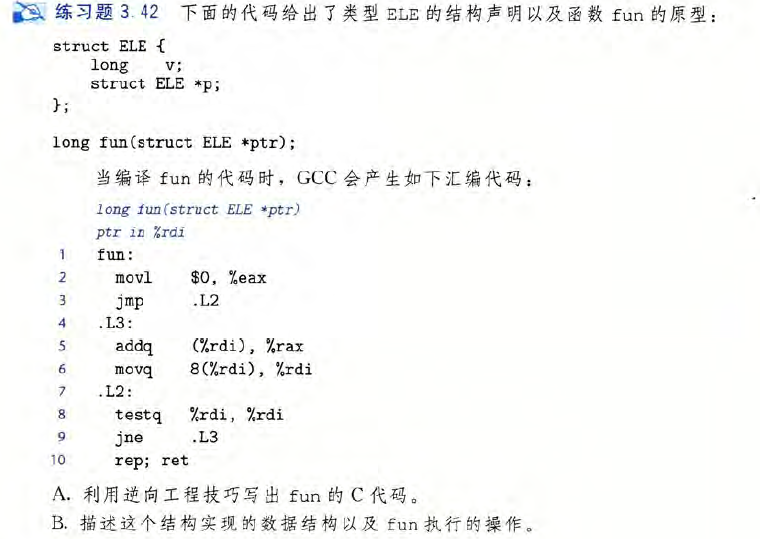 练习题 3.42 下面的代码给出了类型 ELE 的结构声明以及函数 fun 的原型：
struct ELE {
    long    v;
    struct ELE *p;
};
long fun(struct ELE *ptr);
当编译 fun 的代码时，GCC 会产生如下汇编代码：
long fun(struct ELE *ptr)
ptr in %rdi
1 fun:
2   movl    $0, %eax
3   jmp     .L2
4 .L3:
5   addq    (%rdi), %rax
6   movq    8(%rdi), %rdi
7 .L2:
8   testq   %rdi, %rdi
9   jne     .L3
10   rep; ret
A. 利用逆向工程技巧写出 fun 的 C 代码。
B. 描述这个结构实现的数据结构以及 fun 执行的操作。